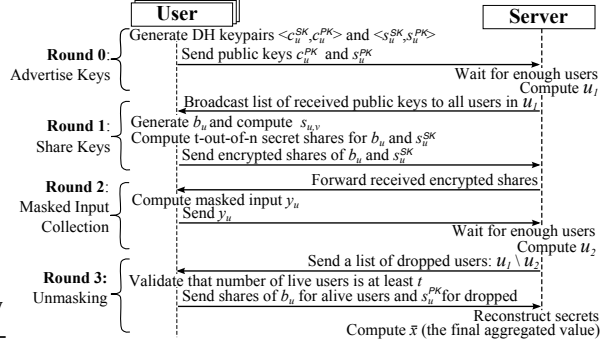 User
Server
Generate DH keypairs <c_u^SK, c_u^PK> and <s_u^SK, s_u^PK>
Round 0:
Advertise Keys
Send public keys c_u^PK and s_u^PK
Wait for enough users
Compute u_1
Broadcast list of received public keys to all users in u_1
Round 1:
Share Keys
Generate b_u and compute s_u,v
Compute t-out-of-n secret shares for b_u and s_u^SK
Send encrypted shares of b_u and s_u^SK
Forward received encrypted shares
Round 2:
Masked Input
Collection
Compute masked input y_u
Send y_u
Wait for enough users
Compute u_2
Send a list of dropped users: u_1 \ u_2
Round 3:
Unmasking
Validate that number of live users is at least t
Send shares of b_u for alive users and s_u^PK for dropped
Reconstruct secrets
Compute x̄ (the final aggregated value)